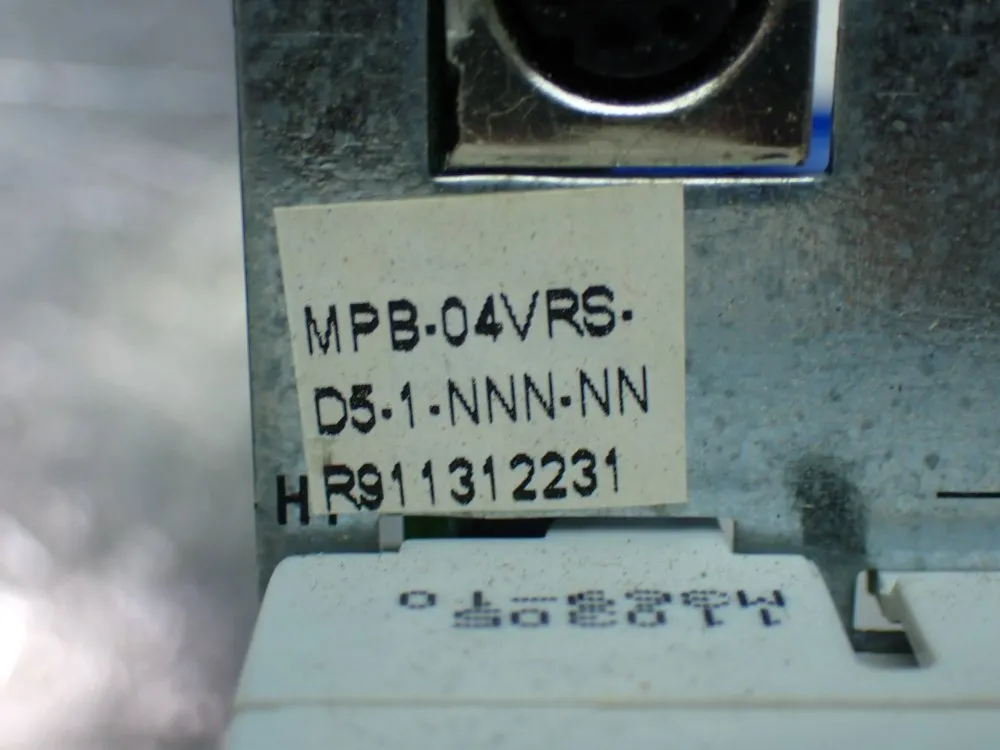 MPB-04VRS-
D5-1-NNN-NN
R911312231
H